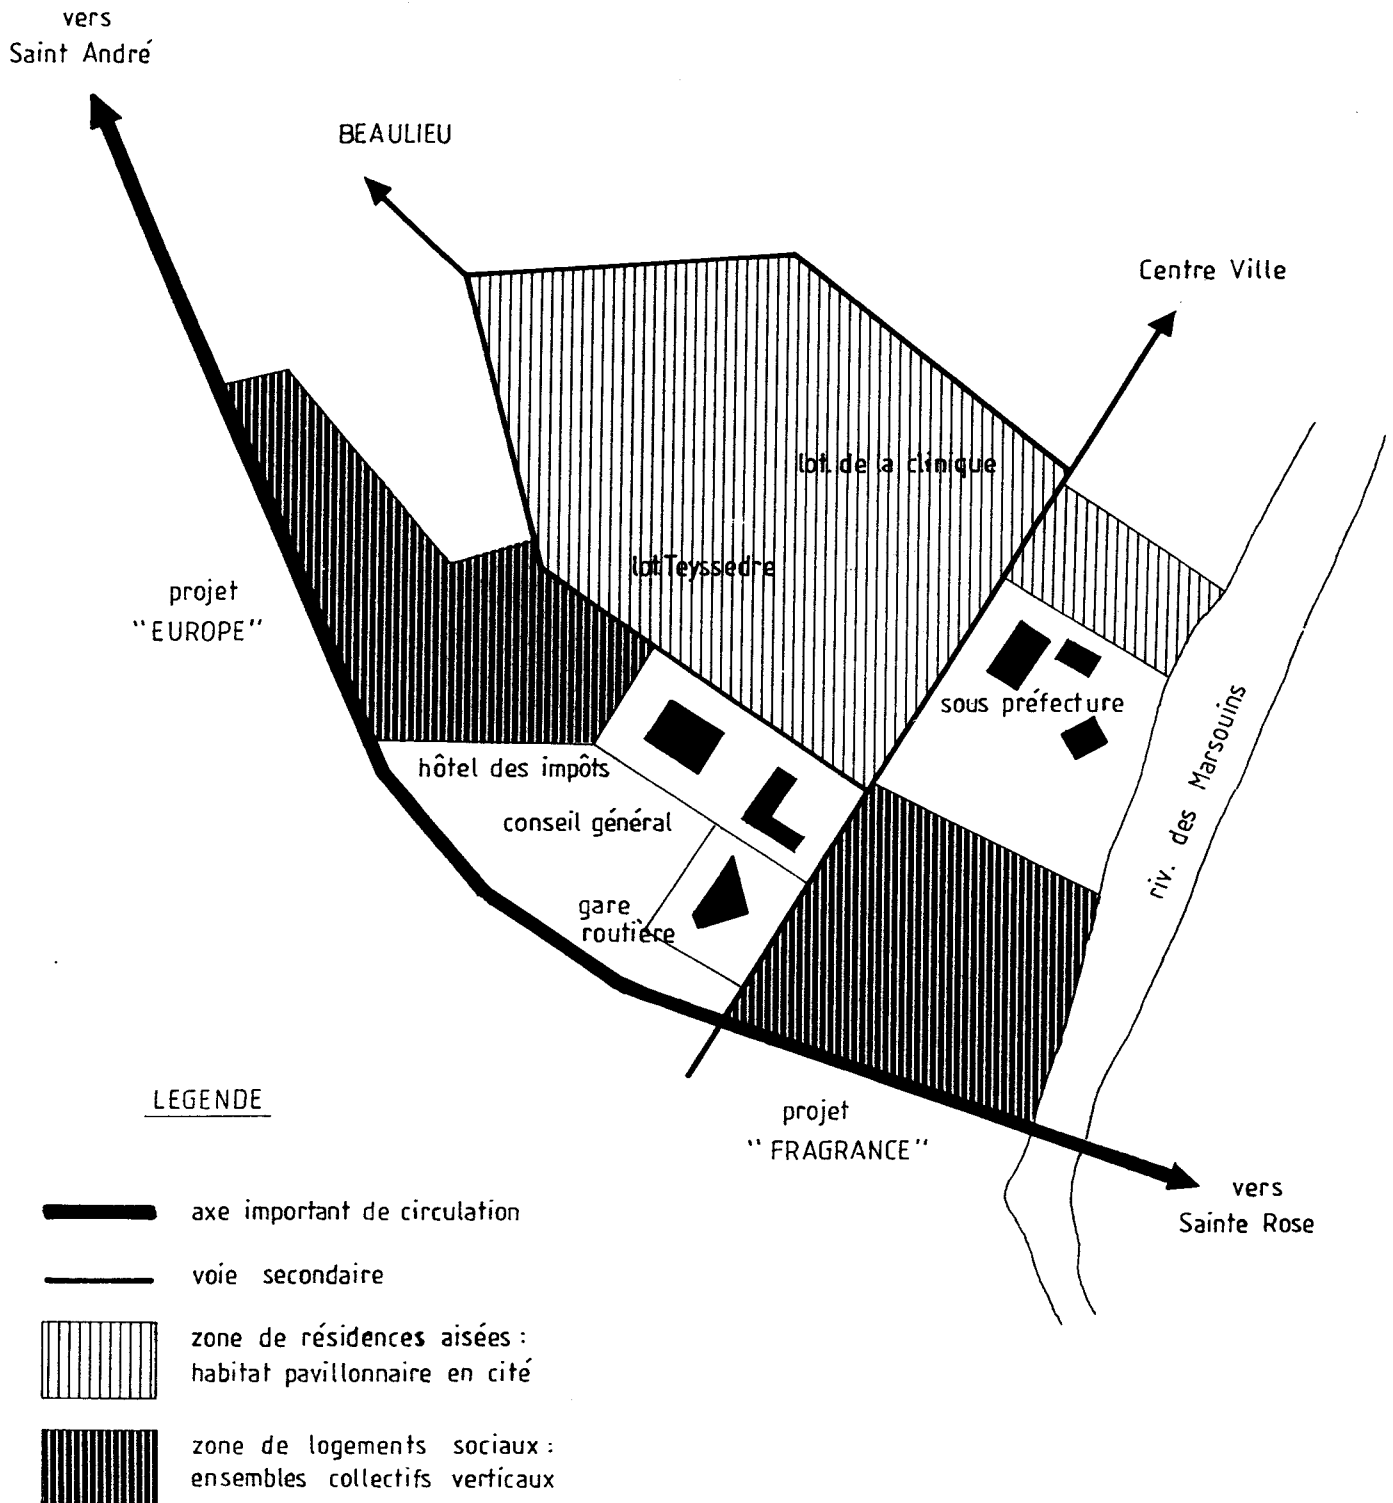 vers
Saint André
BEAULIEU
Centre Ville
lot. de la clinique
lot Teyssedre
projet
"EUROPE"
sous préfecture
riv. des Marsouins
hôtel des impôts
conseil général
gare
routière
LEGENDE
projet
"FRAGRANCE"
vers
Sainte Rose
axe important de circulation
voie secondaire
zone de résidences aisées :
habitat pavillonnaire en cité
zone de logements sociaux :
ensembles collectifs verticaux